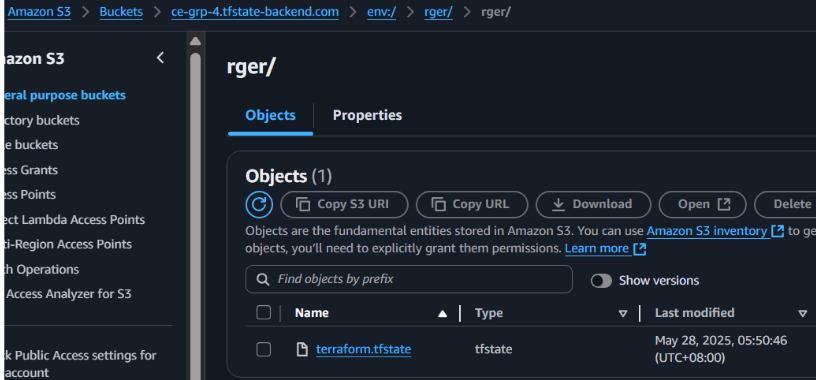 Amazon S3 > Buckets > ce-grp-4.tfstate-backend.com > env:/ > rger/ > rger/
azon S3
eral purpose buckets
ctory buckets
e buckets
ess Grants
ess Points
ect Lambda Access Points
ti-Region Access Points
h Operations
Access Analyzer for S3
k Public Access settings for
account
rger/
Objects
Properties
Objects (1)
Copy S3 URI
Copy URL
Download
Open
Delete
Objects are the fundamental entities stored in Amazon S3. You can use Amazon S3 inventory to ge
objects, you'll need to explicitly grant them permissions. Learn more
Find objects by prefix
Show versions
Name
Type
Last modified
terraform.tfstate
tfstate
May 28, 2025, 05:50:46
(UTC+08:00)